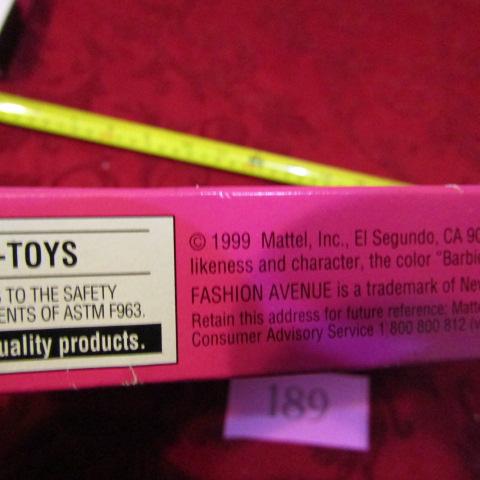 -TOYS
TO THE SAFETY
ENTS OF ASTM F963.
uality products.
© 1999 Mattel, Inc., El Segundo, CA 90
likeness and character, the color "Barbie
FASHION AVENUE is a trademark of New
Retain this address for future reference: Matte
Consumer Advisory Service 1 800 800 812 (v
189